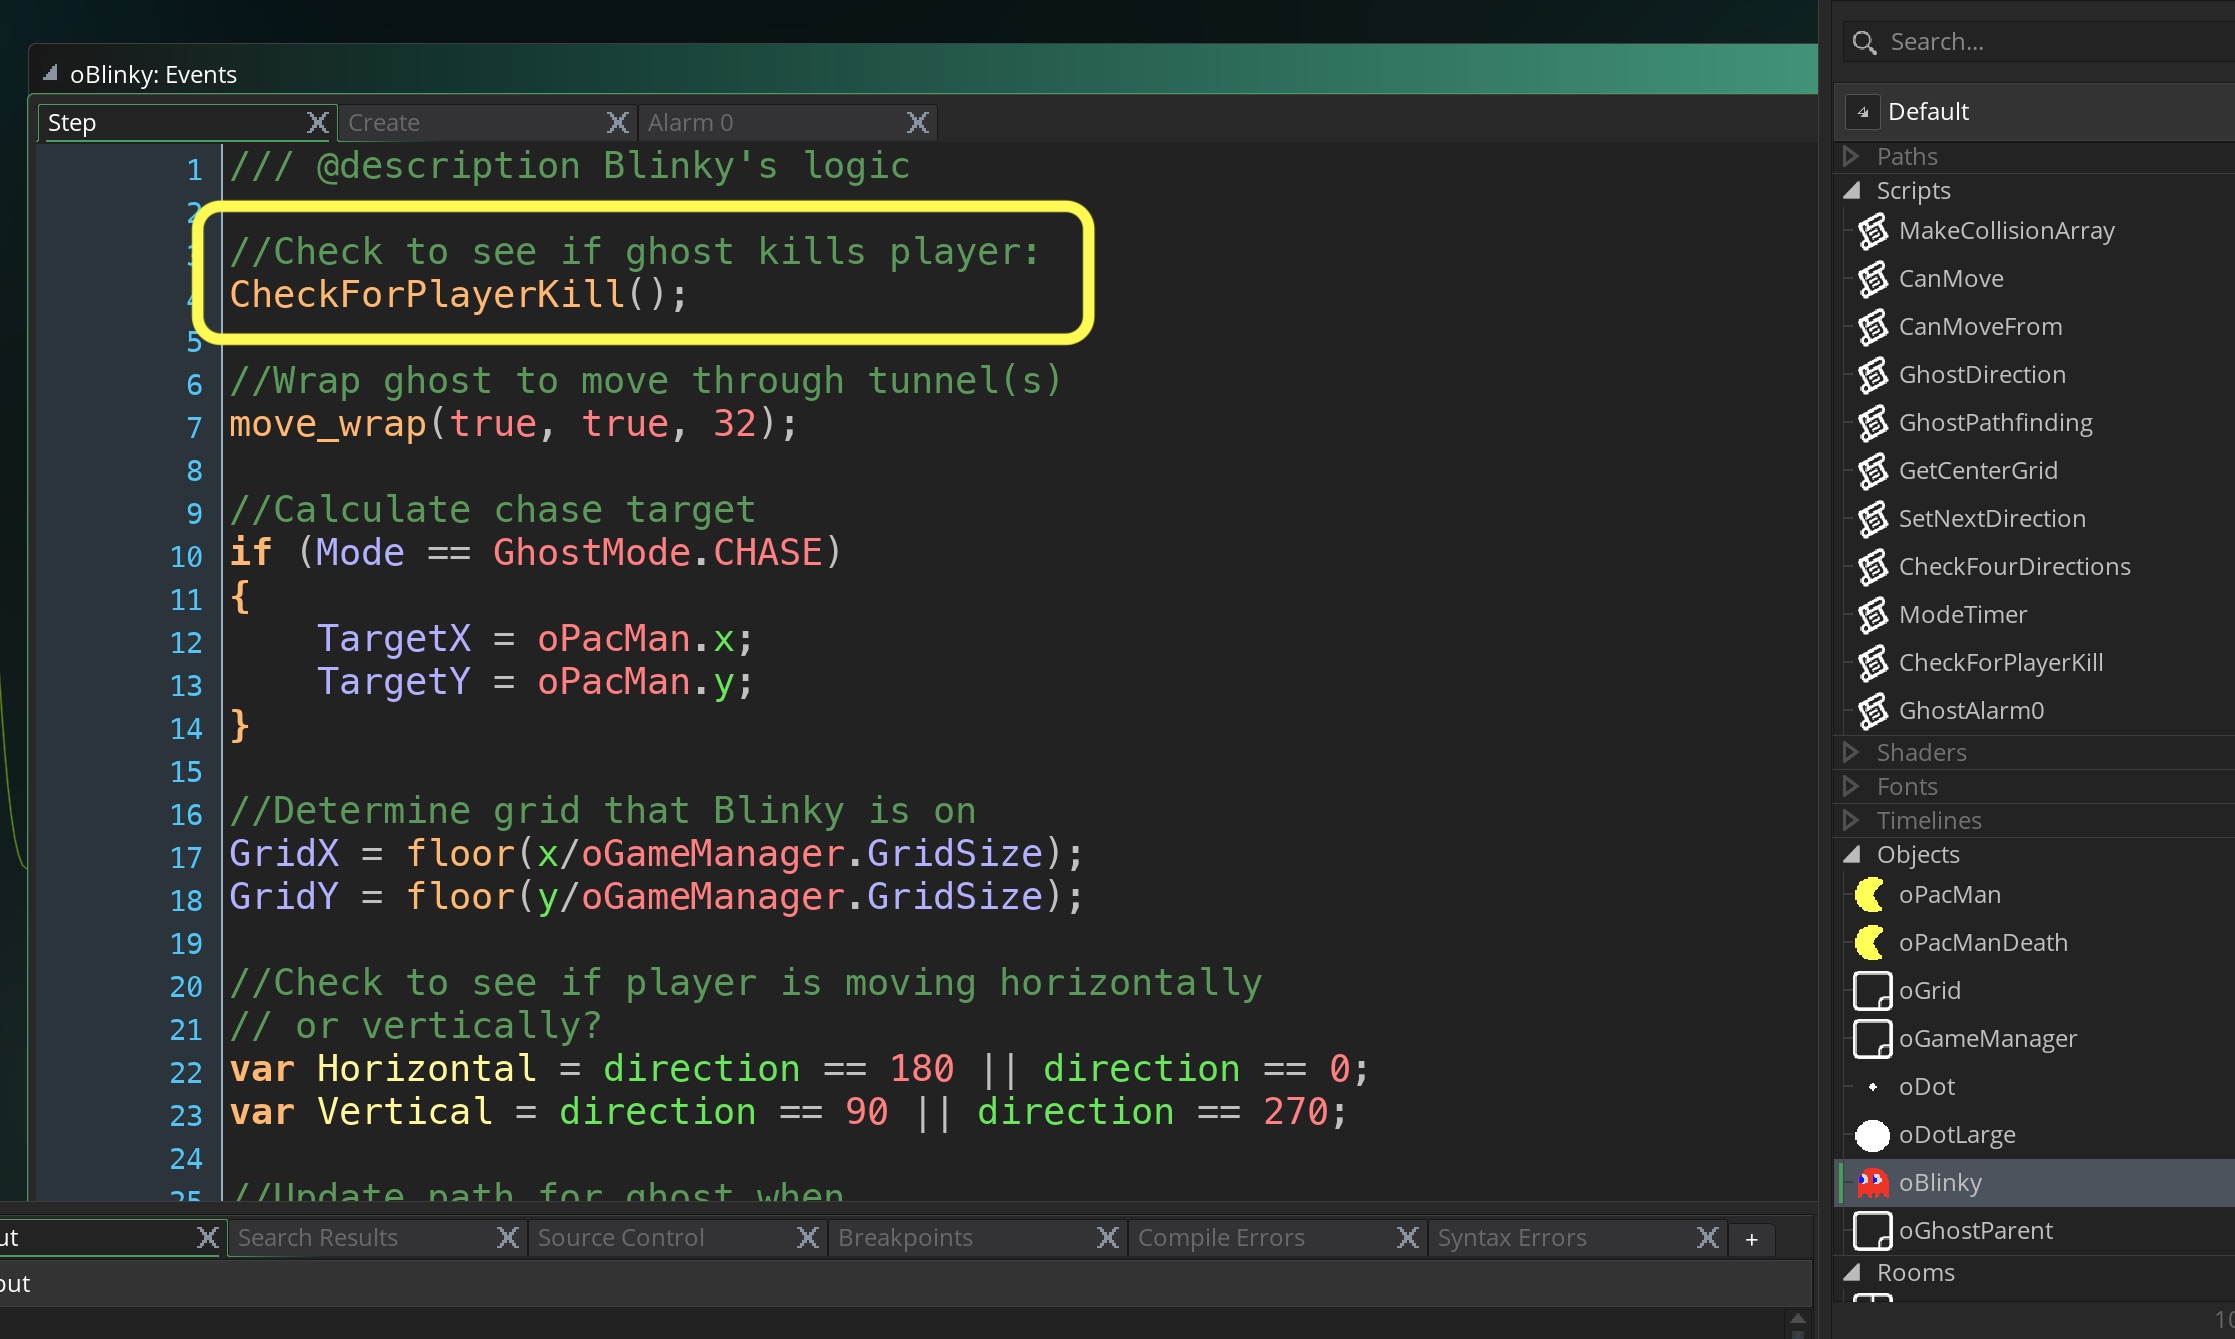 oBlinky: Events
Step
Create
Alarm 0
1 /// @description Blinky's logic
2
3 //Check to see if ghost kills player:
4 CheckForPlayerKill();
5
6 //Wrap ghost to move through tunnel(s)
7 move_wrap(true, true, 32);
8
9 //Calculate chase target
10 if (Mode == GhostMode.CHASE)
11 {
12     TargetX = oPacMan.x;
13     TargetY = oPacMan.y;
14 }
15
16 //Determine grid that Blinky is on
17 GridX = floor(x/oGameManager.GridSize);
18 GridY = floor(y/oGameManager.GridSize);
19
20 //Check to see if player is moving horizontally
21 // or vertically?
22 var Horizontal = direction == 180 || direction == 0;
23 var Vertical = direction == 90 || direction == 270;
24
25 //Update path for ghost when
ut
Search Results
Source Control
Breakpoints
Compile Errors
Syntax Errors
+
out
Search...
Default
Paths
Scripts
MakeCollisionArray
CanMove
CanMoveFrom
GhostDirection
GhostPathfinding
GetCenterGrid
SetNextDirection
CheckFourDirections
ModeTimer
CheckForPlayerKill
GhostAlarm0
Shaders
Fonts
Timelines
Objects
oPacMan
oPacManDeath
oGrid
oGameManager
oDot
oDotLarge
oBlinky
oGhostParent
Rooms